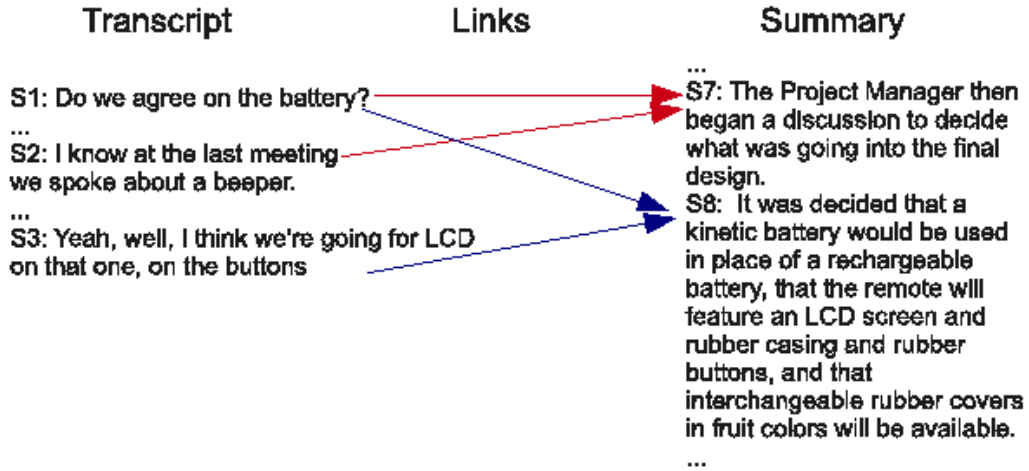 Transcript
Links
Summary
S1: Do we agree on the battery?
...
S2: I know at the last meeting
we spoke about a beeper.
...
S3: Yeah, well, I think we're going for LCD
on that one, on the buttons
...
S7: The Project Manager then
began a discussion to decide
what was going into the final
design.
S8: It was decided that a
kinetic battery would be used
in place of a rechargeable
battery, that the remote will
feature an LCD screen and
rubber casing and rubber
buttons, and that
interchangeable rubber covers
in fruit colors will be available.
...